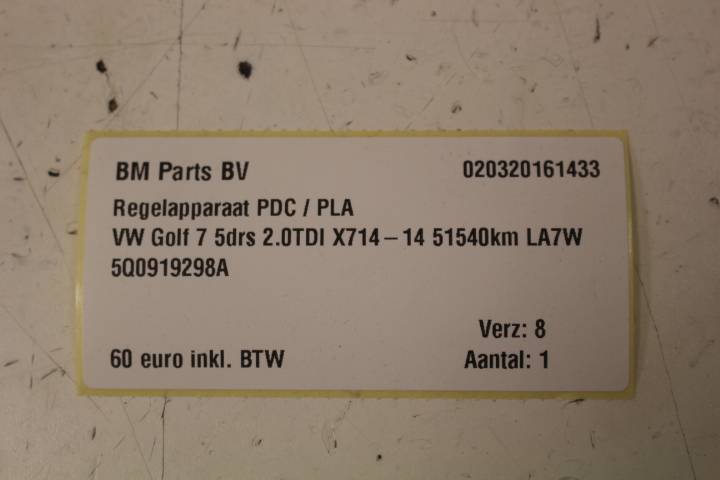 BM Parts BV 020320161433
Regelapparaat PDC / PLA
VW Golf 7 5drs 2.0TDI X714 – 14 51540km LA7W
5Q0919298A
Verz: 8
60 euro inkl. BTW Aantal: 1